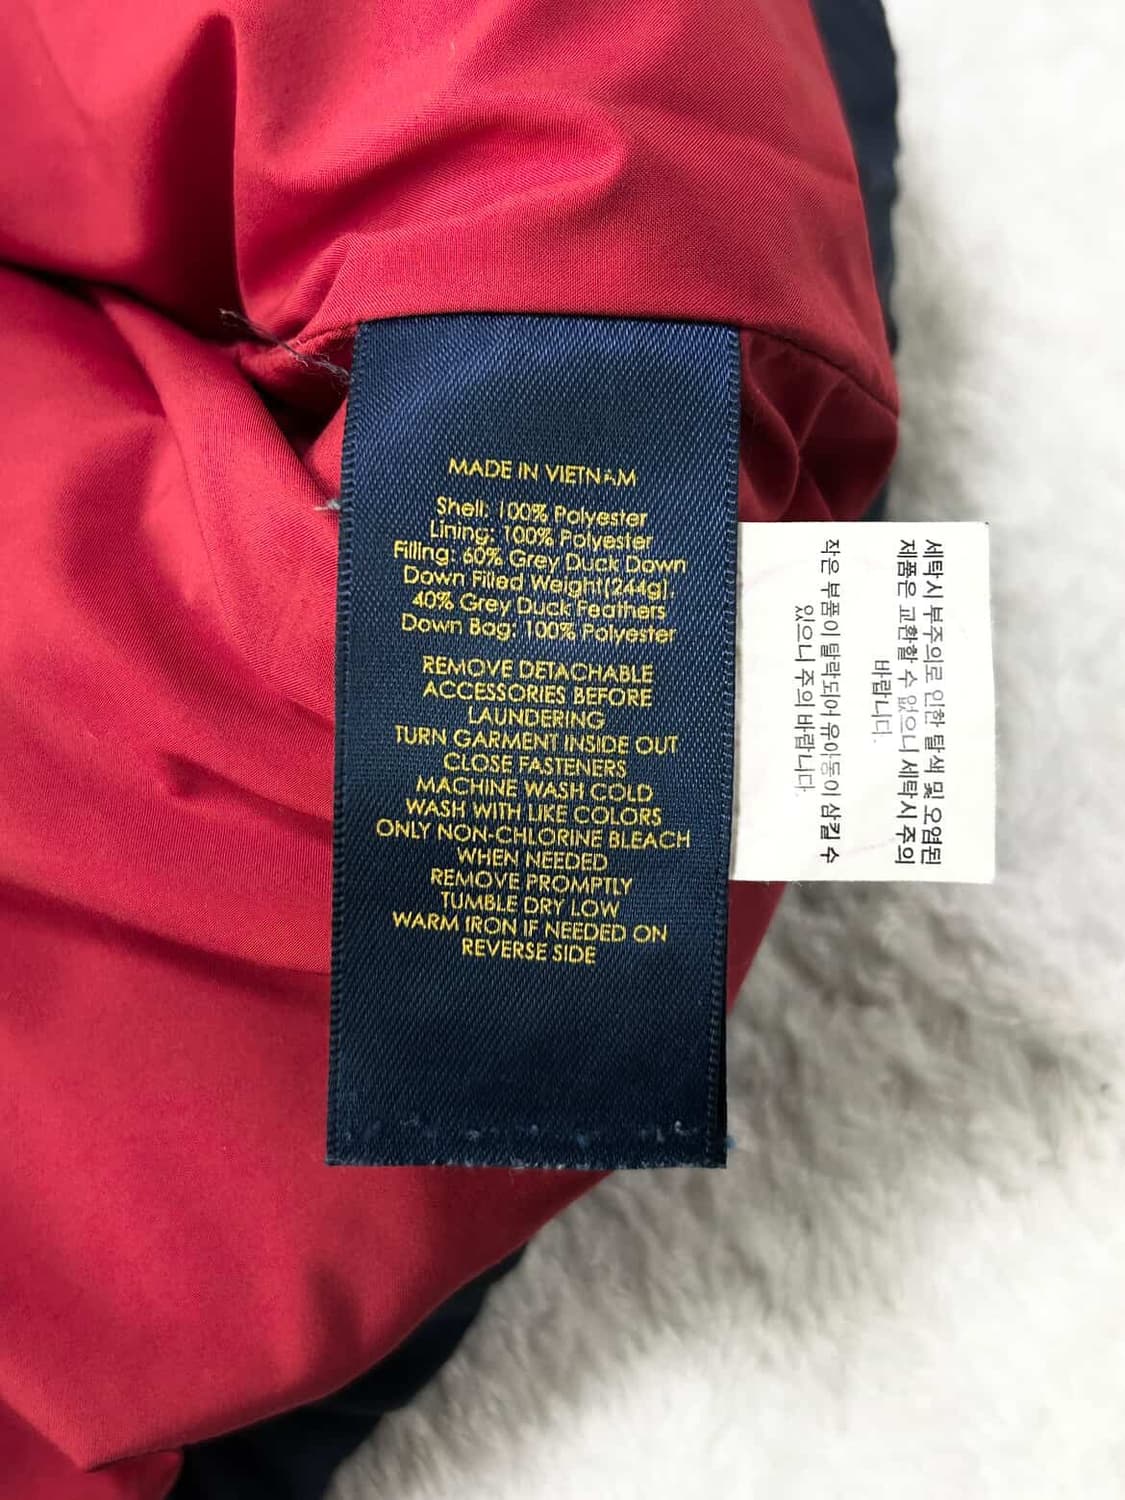 MADE IN VIETNAM
Shell: 100% Polyester
Lining: 100% Polyester
Filling: 60% Grey Duck Down
Down Filled Weight(244g),
40% Grey Duck Feathers
Down Bag: 100% Polyester
REMOVE DETACHABLE
ACCESSORIES BEFORE
LAUNDERING
TURN GARMENT INSIDE OUT
CLOSE FASTENERS
MACHINE WASH COLD
WASH WITH LIKE COLORS
ONLY NON-CHLORINE BLEACH
WHEN NEEDED
REMOVE PROMPTLY
TUMBLE DRY LOW
WARM IRON IF NEEDED ON
REVERSE SIDE
세탁시 부주의로 인한 탈색 및 오염된
제품은 교환할 수 없으니 세탁시 주의
바랍니다.
작은 부품이 탈락되어 유아동이 삼킬 수
있으니 주의 바랍니다.